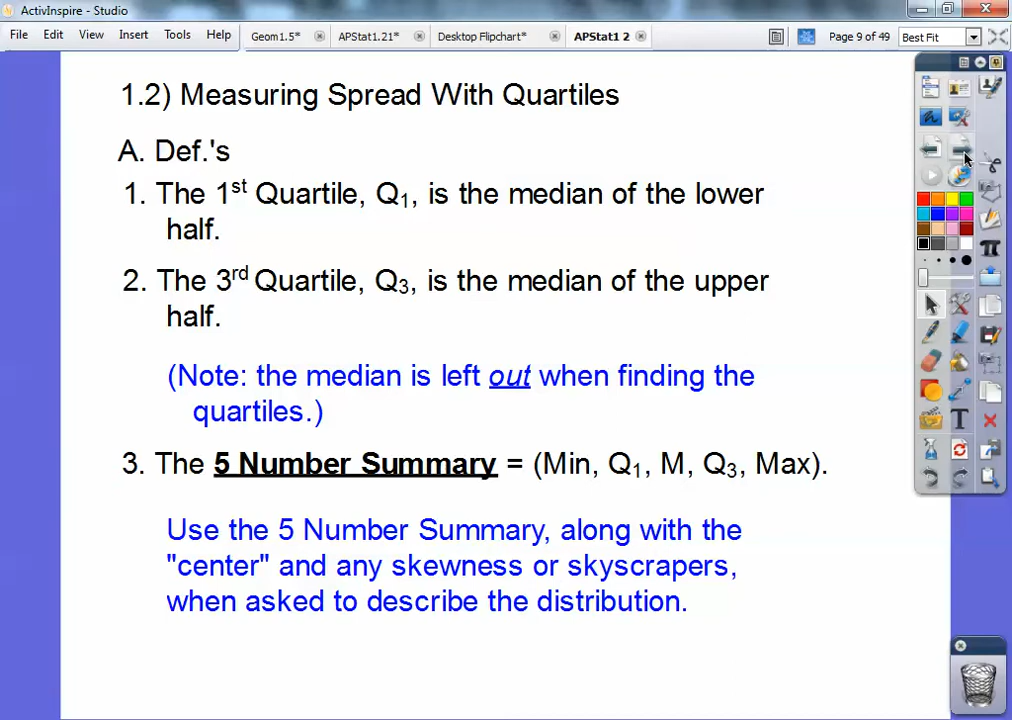 ActivInspire - Studio
File Edit View Insert Tools Help Geom1.5* APStat1.21* Desktop Flipchart* APStat1 2 Page 9 of 49 Best Fit
1.2) Measuring Spread With Quartiles
A. Def.'s
1. The 1st Quartile, Q1, is the median of the lower
half.
2. The 3rd Quartile, Q3, is the median of the upper
half.
(Note: the median is left out when finding the
quartiles.)
3. The 5 Number Summary = (Min, Q1, M, Q3, Max).
Use the 5 Number Summary, along with the
"center" and any skewness or skyscrapers,
when asked to describe the distribution.